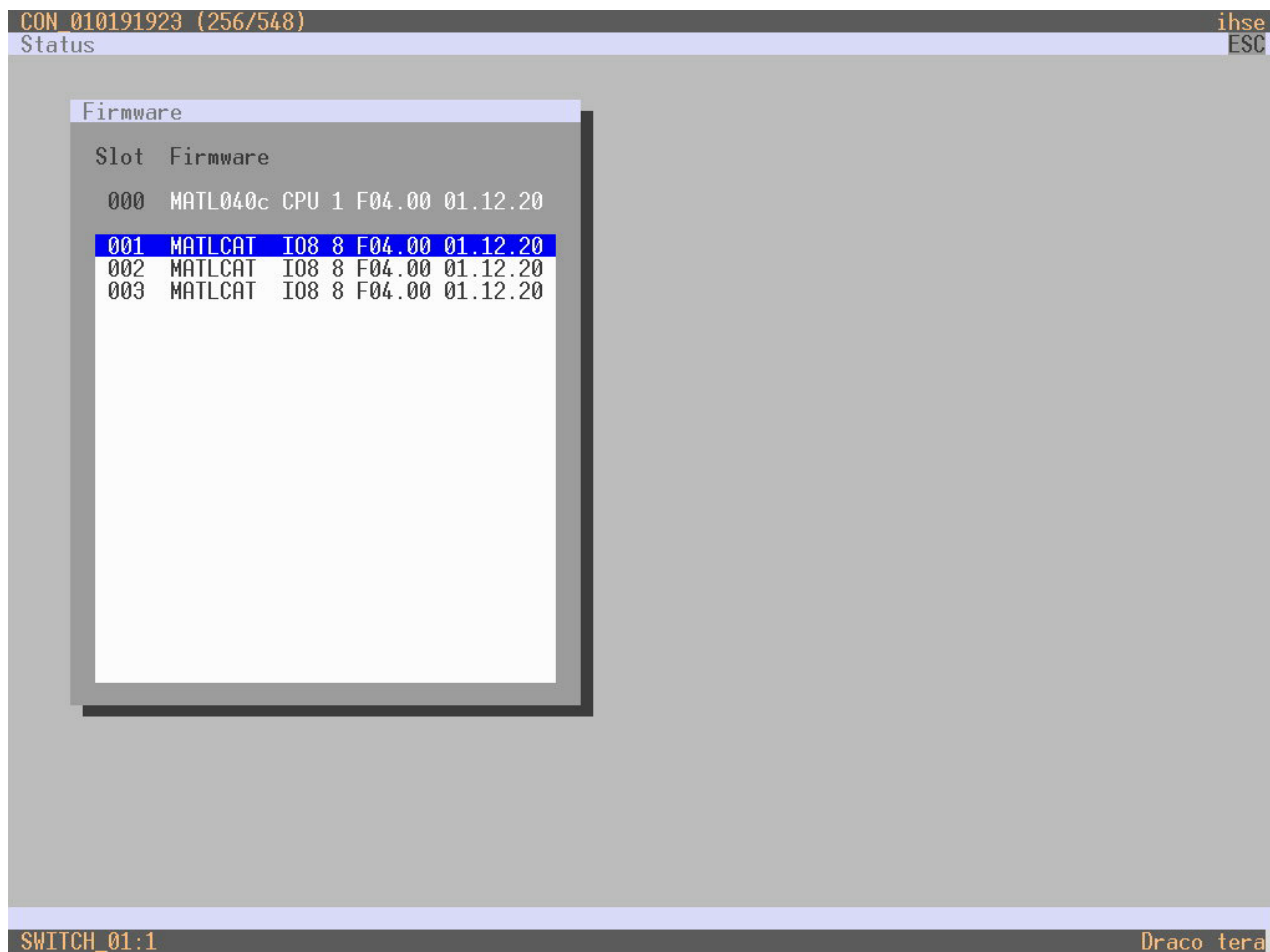 CON_010191923 (256/548) ihse
Status ESC
Firmware
Slot Firmware
000 MATL040c CPU 1 F04.00 01.12.20
001 MATLCAT IO8 8 F04.00 01.12.20
002 MATLCAT IO8 8 F04.00 01.12.20
003 MATLCAT IO8 8 F04.00 01.12.20
SWITCH_01:1 Draco tera